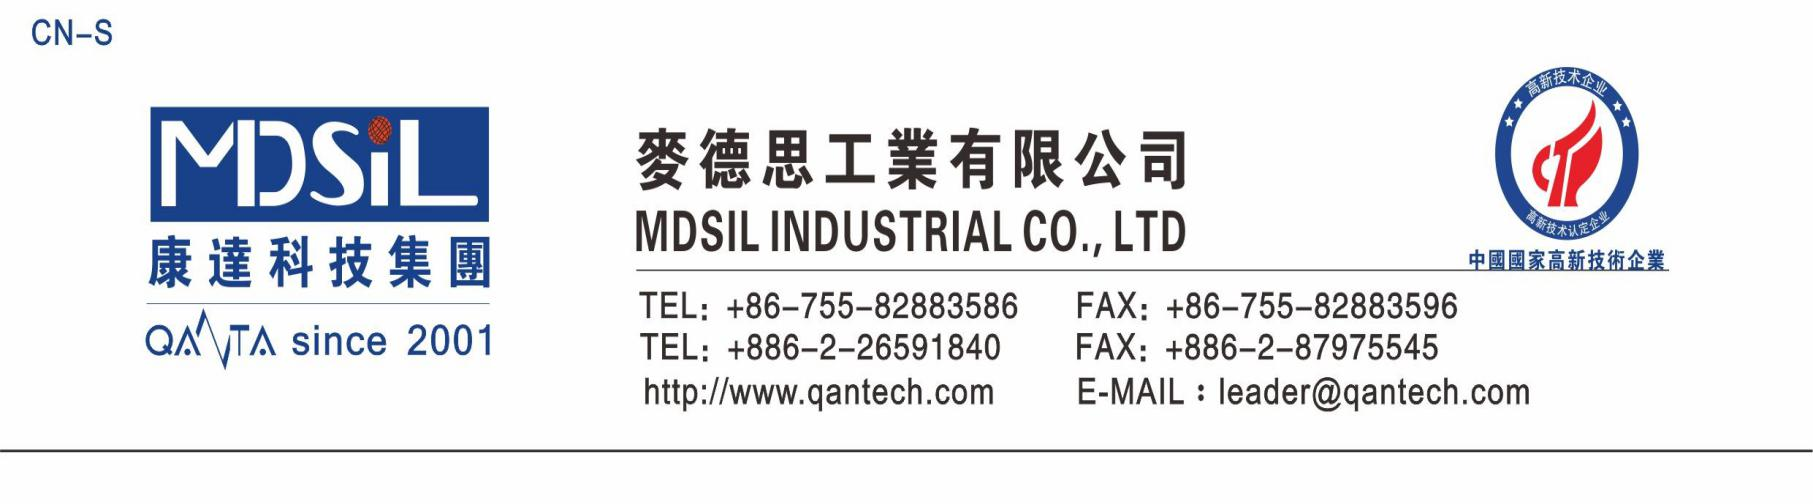 CN-S
MDSiL
康達科技集團
QANTA since 2001
麥德思工業有限公司
MDSIL INDUSTRIAL CO., LTD
TEL: +86-755-82883586 FAX: +86-755-82883596
TEL: +886-2-26591840 FAX: +886-2-87975545
http://www.qantech.com E-MAIL：leader@qantech.com
高新技术企业
高新技术认定企业
中國國家高新技術企業